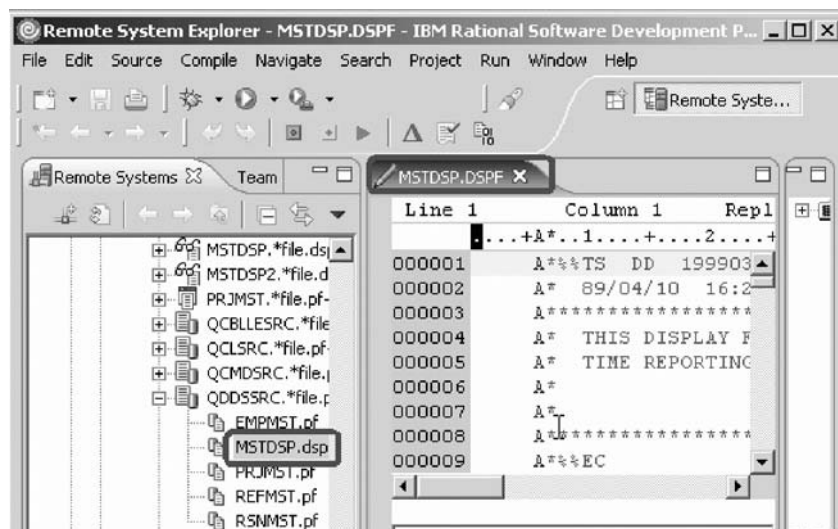 Remote System Explorer - MSTDSP.DSPF - IBM Rational Software Development P...
File Edit Source Compile Navigate Search Project Run Window Help
Remote Syste...
Remote Systems Team
MSTDSP.DSPF
Line 1 Column 1 Repl
....+A*..1....+....2....+
MSTDSP.*file.ds
MSTDSP2.*file.d
PRJMST.*file.pf-
QCBLLESRC.*file
QCLSRC.*file.pf-
QCMDSRC.*file.
QDDSSRC.*file.p
EMPMST.pf
MSTDSP.dsp
PRJMST.pf
REFMST.pf
RSNMST.pf
000001 A*%%TS DD 199903
000002 A* 89/04/10 16:2
000003 A*****************
000004 A* THIS DISPLAY F
000005 A* TIME REPORTING
000006 A*
000007 A*
000008 A*****************
000009 A*%%EC